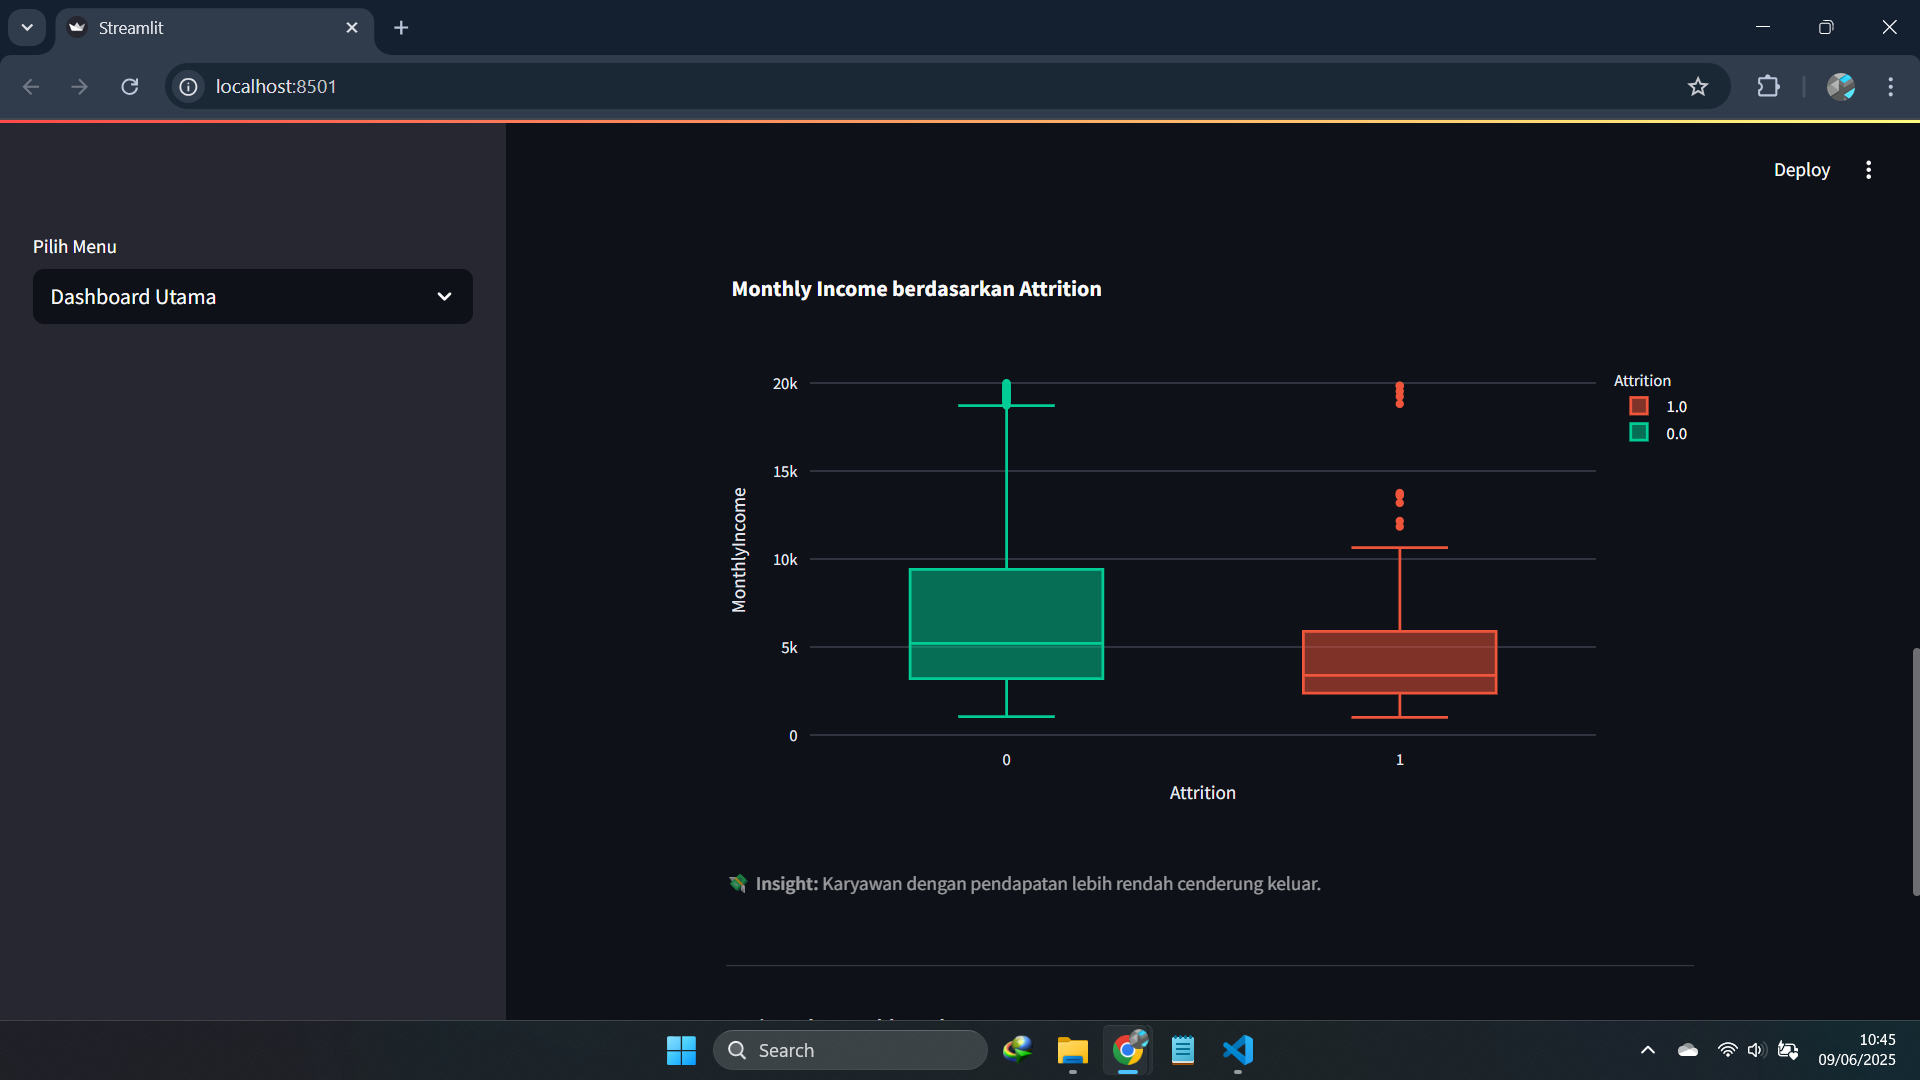 Streamlit
localhost:8501
Deploy
Pilih Menu
Dashboard Utama
Monthly Income berdasarkan Attrition
20k
15k
10k
5k
0
MonthlyIncome
0
1
Attrition
Attrition
1.0
0.0
Insight: Karyawan dengan pendapatan lebih rendah cenderung keluar.
Search
10:45
09/06/2025